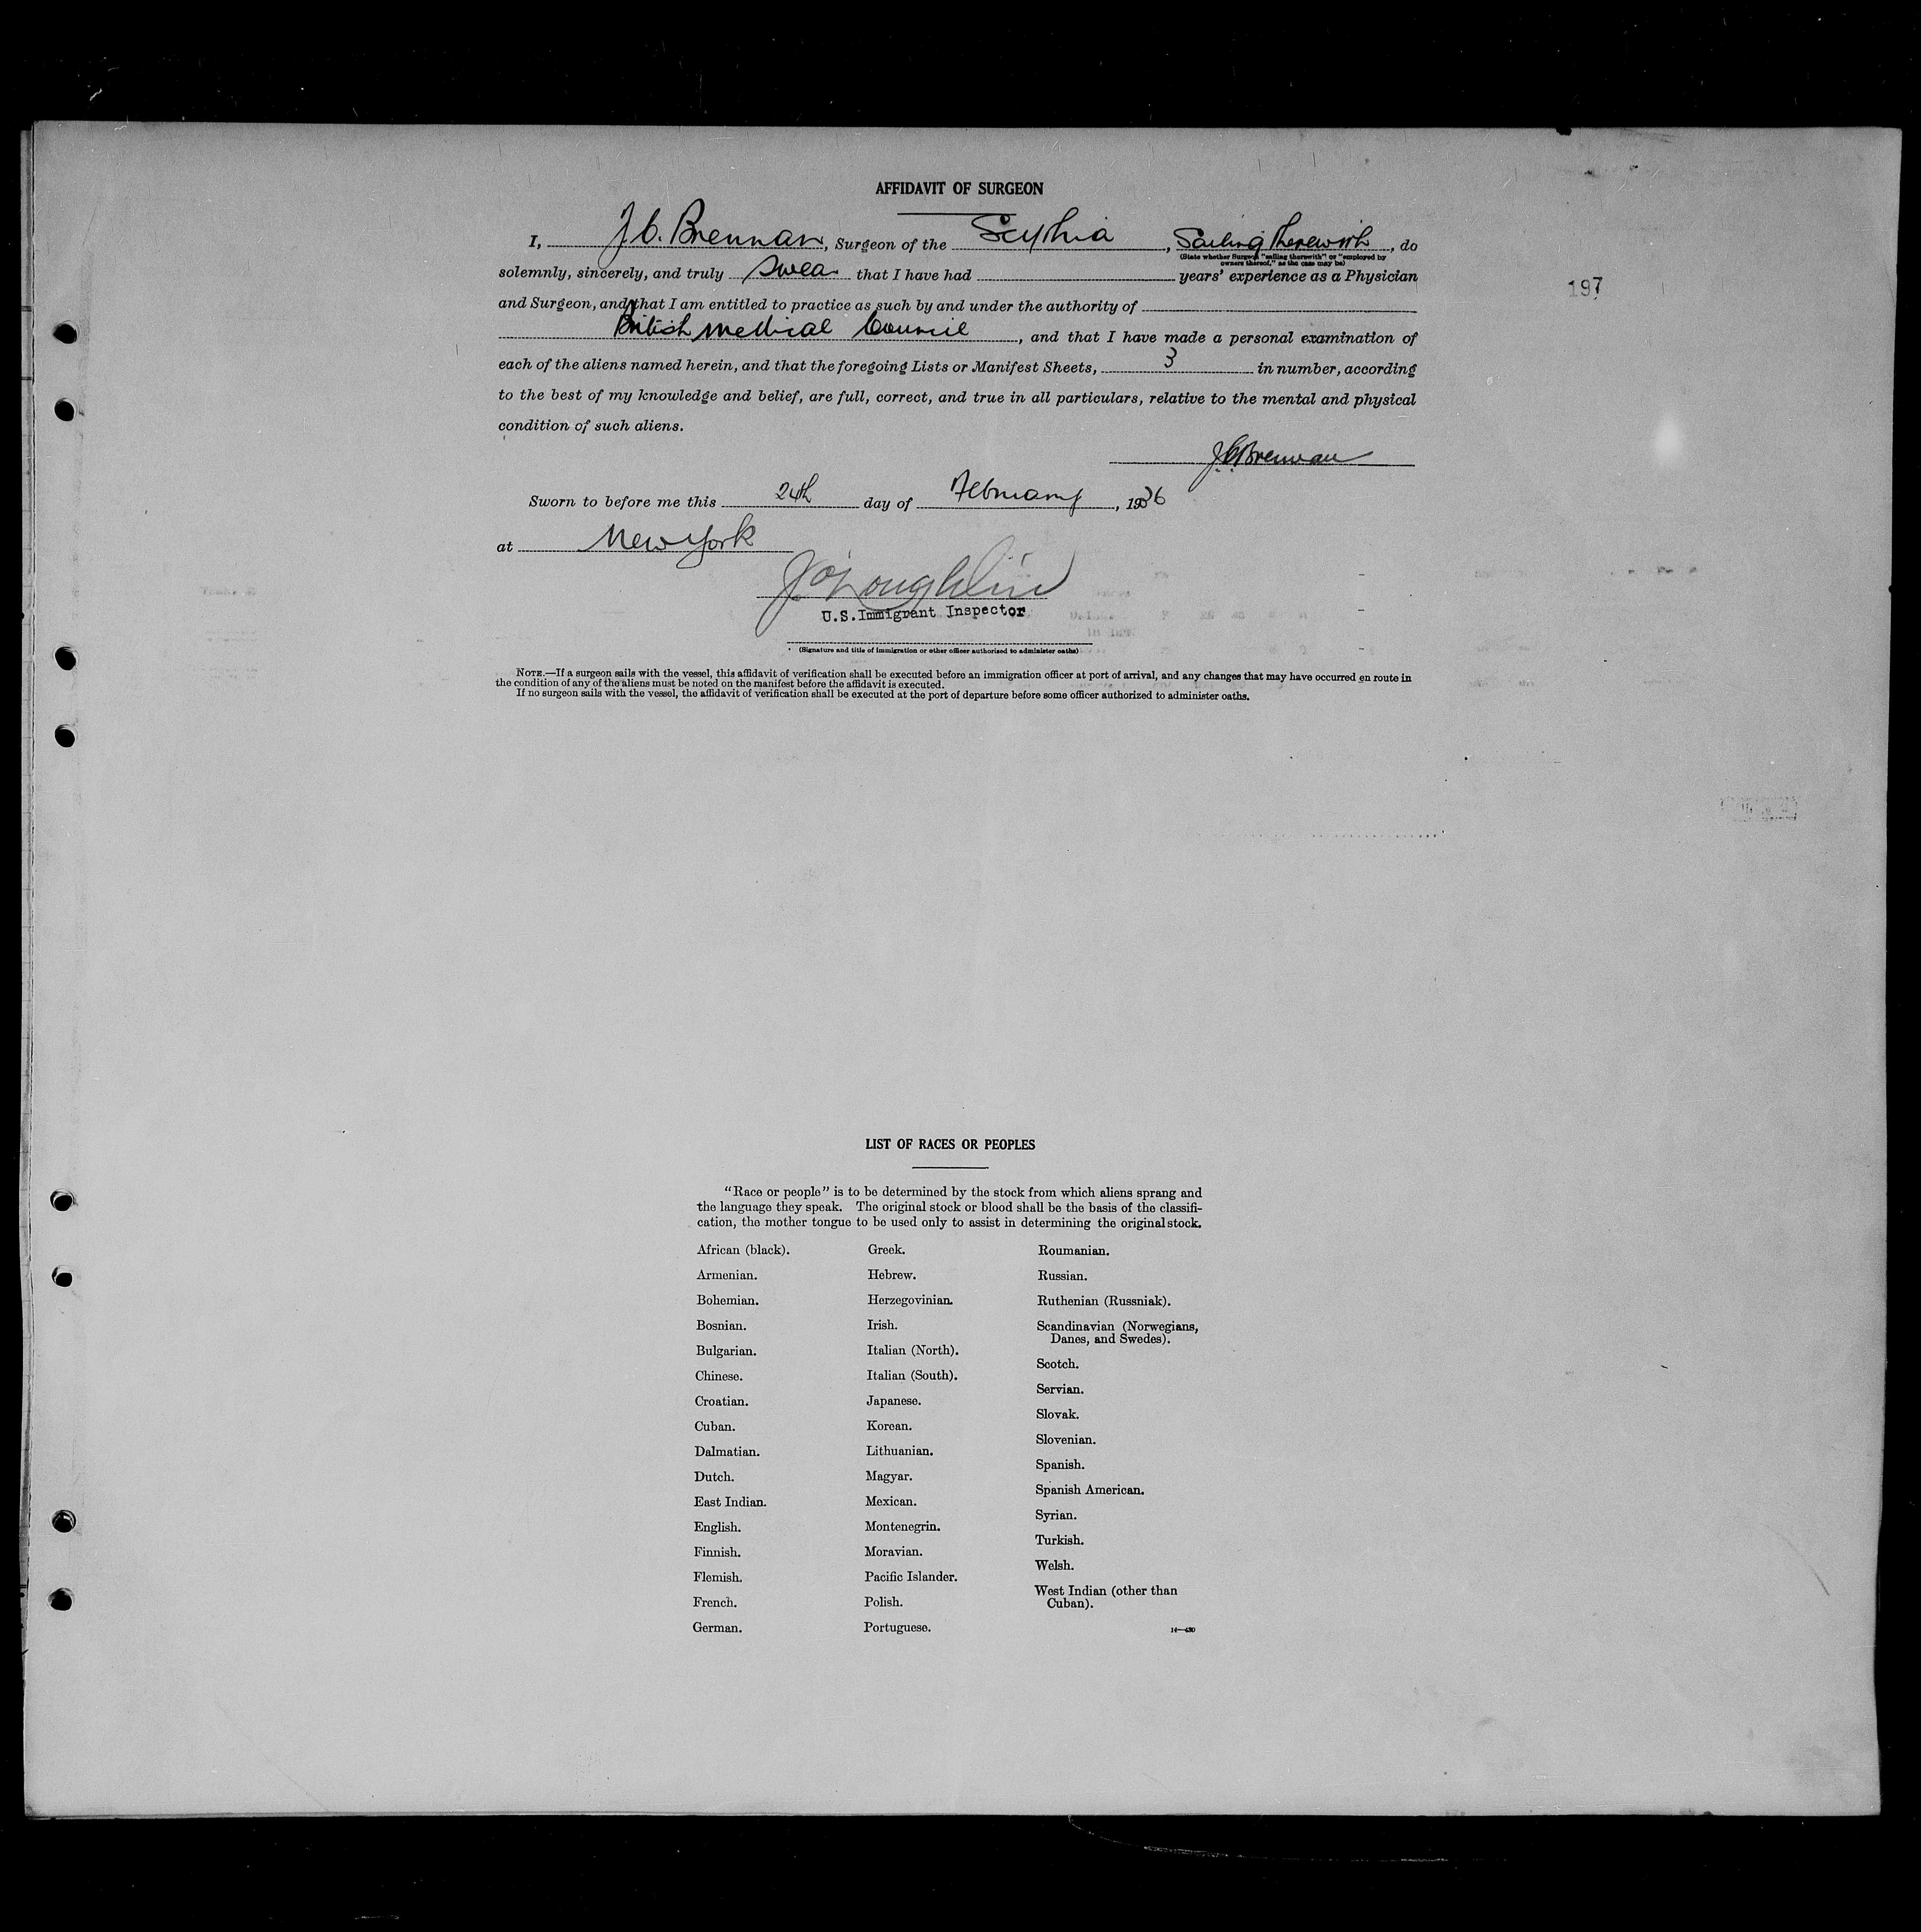 AFFIDAVIT OF SURGEON
I, J.C. Brennan, Surgeon of the Scythia, Sailing therewith, do
(State whether Surgeon "sailing therewith" or "employed by
owners thereof," as the case may be)
solemnly, sincerely, and truly swear that I have had years' experience as a Physician
197
and Surgeon, and that I am entitled to practice as such by and under the authority of
British Medical Council, and that I have made a personal examination of
each of the aliens named herein, and that the foregoing Lists or Manifest Sheets, 3 in number, according
to the best of my knowledge and belief, are full, correct, and true in all particulars, relative to the mental and physical
condition of such aliens.
J.C. Brennan
Sworn to before me this 24th day of February, 1936
at New York
J. O'Loughlin
U.S.Immigrant Inspector
(Signature and title of immigration or other officer authorized to administer oaths)
NOTE.—If a surgeon sails with the vessel, this affidavit of verification shall be executed before an immigration officer at port of arrival, and any changes that may have occurred en route in
the condition of any of the aliens must be noted on the manifest before the affidavit is executed.
If no surgeon sails with the vessel, the affidavit of verification shall be executed at the port of departure before some officer authorized to administer oaths.
LIST OF RACES OR PEOPLES
"Race or people" is to be determined by the stock from which aliens sprang and
the language they speak. The original stock or blood shall be the basis of the classifi-
cation, the mother tongue to be used only to assist in determining the original stock.
African (black).
Armenian.
Bohemian.
Bosnian.
Bulgarian.
Chinese.
Croatian.
Cuban.
Dalmatian.
Dutch.
East Indian.
English.
Finnish.
Flemish.
French.
German.
Greek.
Hebrew.
Herzegovinian.
Irish.
Italian (North).
Italian (South).
Japanese.
Korean.
Lithuanian.
Magyar.
Mexican.
Montenegrin.
Moravian.
Pacific Islander.
Polish.
Portuguese.
Roumanian.
Russian.
Ruthenian (Russniak).
Scandinavian (Norwegians,
Danes, and Swedes).
Scotch.
Servian.
Slovak.
Slovenian.
Spanish.
Spanish American.
Syrian.
Turkish.
Welsh.
West Indian (other than
Cuban).
14—430